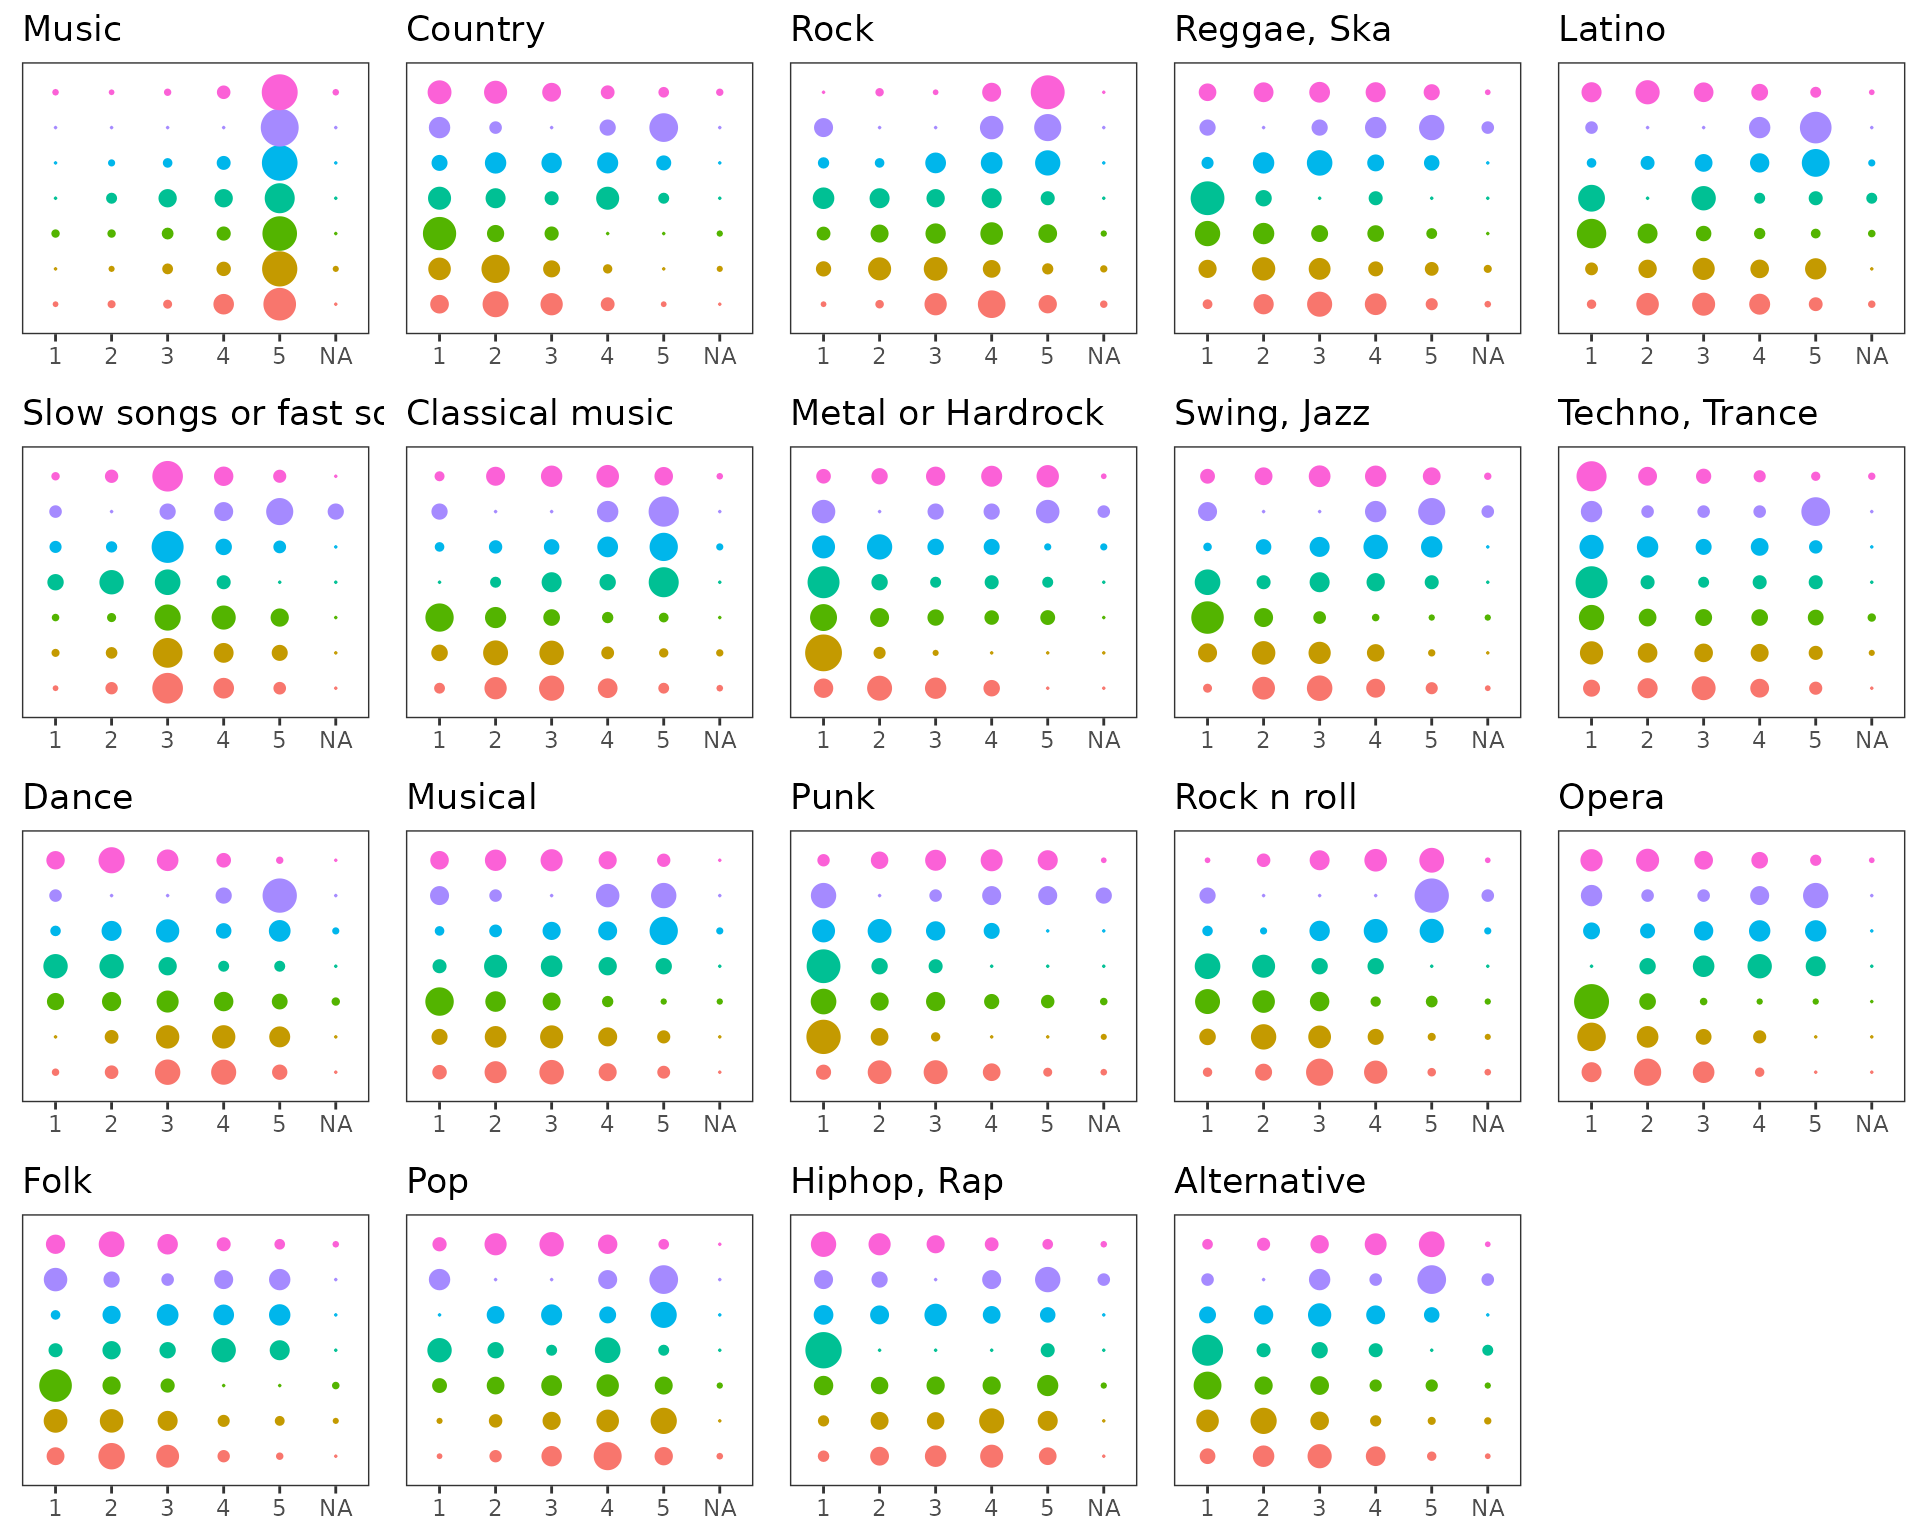 Music Country Rock Reggae, Ska Latino
1 2 3 4 5 NA 1 2 3 4 5 NA 1 2 3 4 5 NA 1 2 3 4 5 NA 1 2 3 4 5 NA
Slow songs or fast so Classical music Metal or Hardrock Swing, Jazz Techno, Trance
1 2 3 4 5 NA 1 2 3 4 5 NA 1 2 3 4 5 NA 1 2 3 4 5 NA 1 2 3 4 5 NA
Dance Musical Punk Rock n roll Opera
1 2 3 4 5 NA 1 2 3 4 5 NA 1 2 3 4 5 NA 1 2 3 4 5 NA 1 2 3 4 5 NA
Folk Pop Hiphop, Rap Alternative
1 2 3 4 5 NA 1 2 3 4 5 NA 1 2 3 4 5 NA 1 2 3 4 5 NA